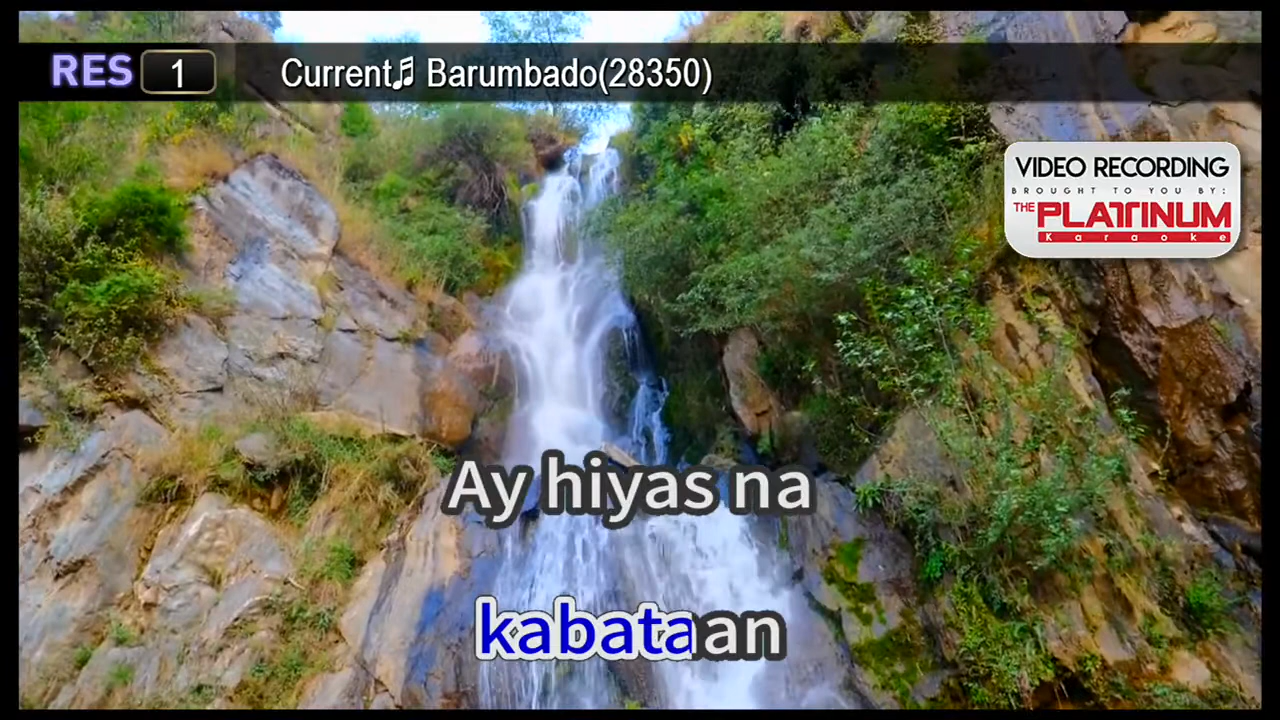 RES 1 Current♬ Barumbado(28350)
VIDEO RECORDING
BROUGHT TO YOU BY:
THE PLATINUM
Karaoke
Ay hiyas na
kabataan